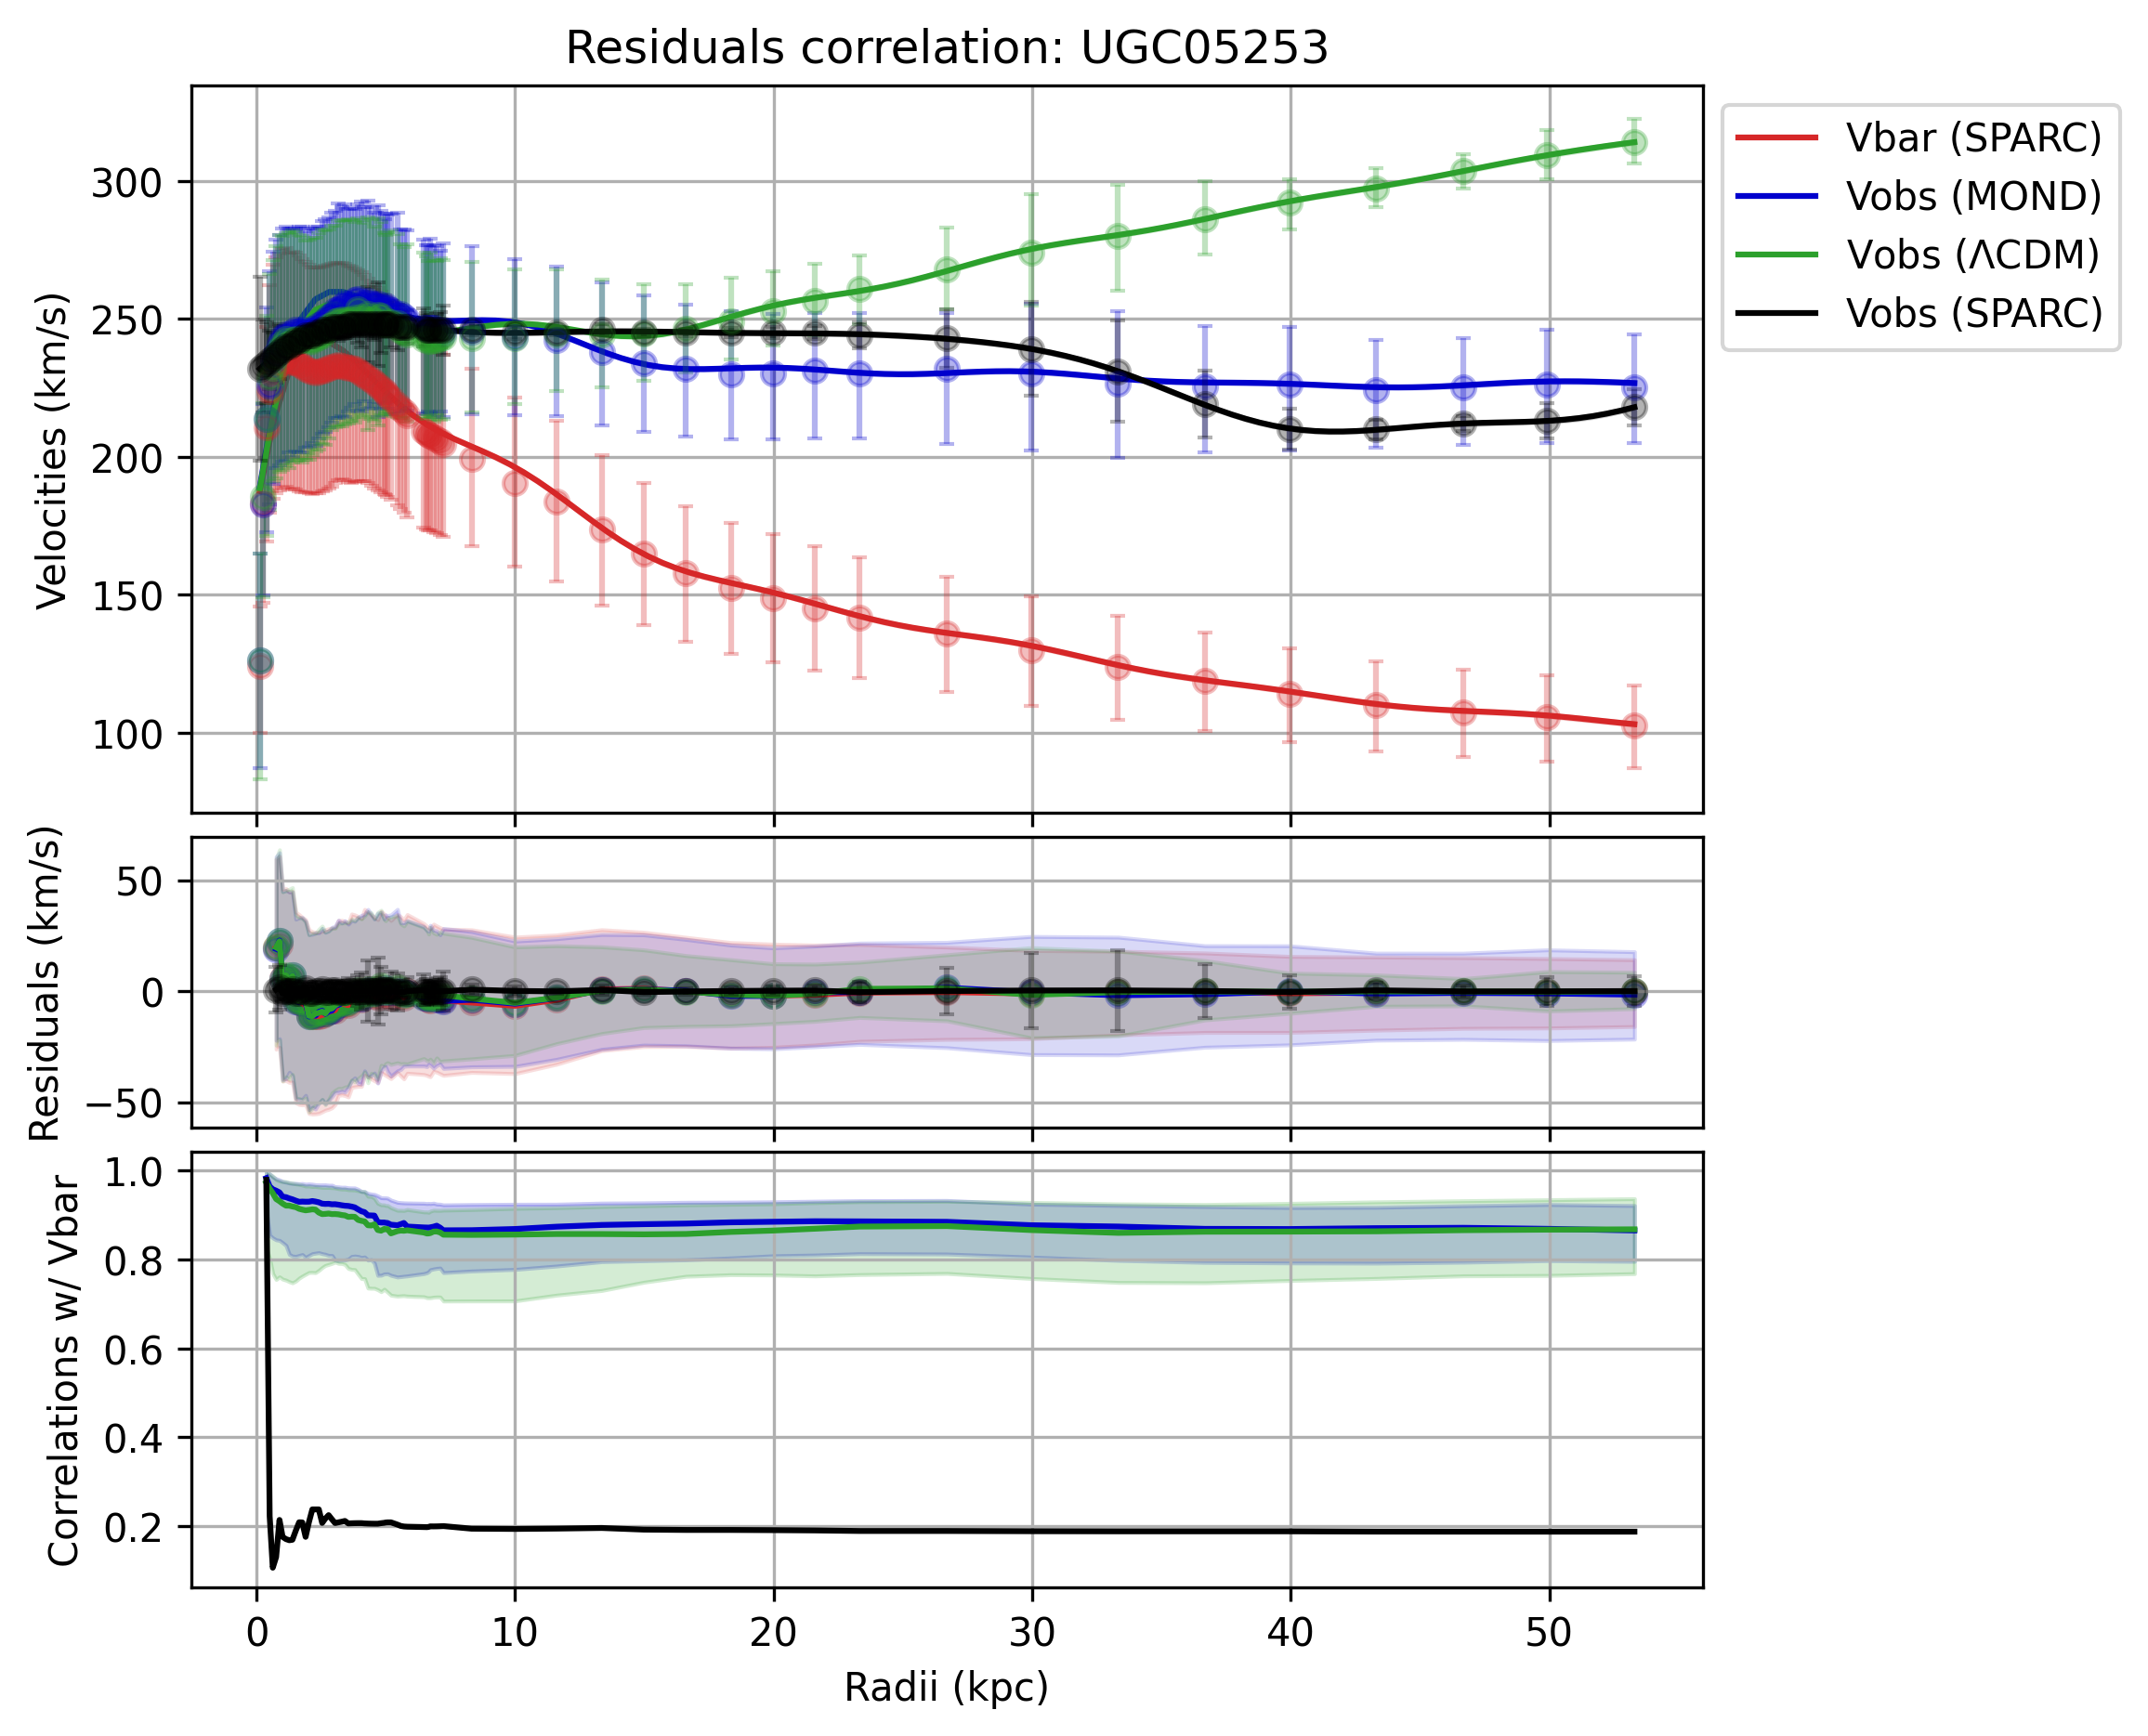 Residuals correlation: UGC05253
Velocities (km/s)
300
250
200
150
100
Vbar (SPARC)
Vobs (MOND)
Vobs (ΛCDM)
Vobs (SPARC)
Residuals (km/s)
50
0
−50
Correlations w/ Vbar
1.0
0.8
0.6
0.4
0.2
0 10 20 30 40 50
Radii (kpc)